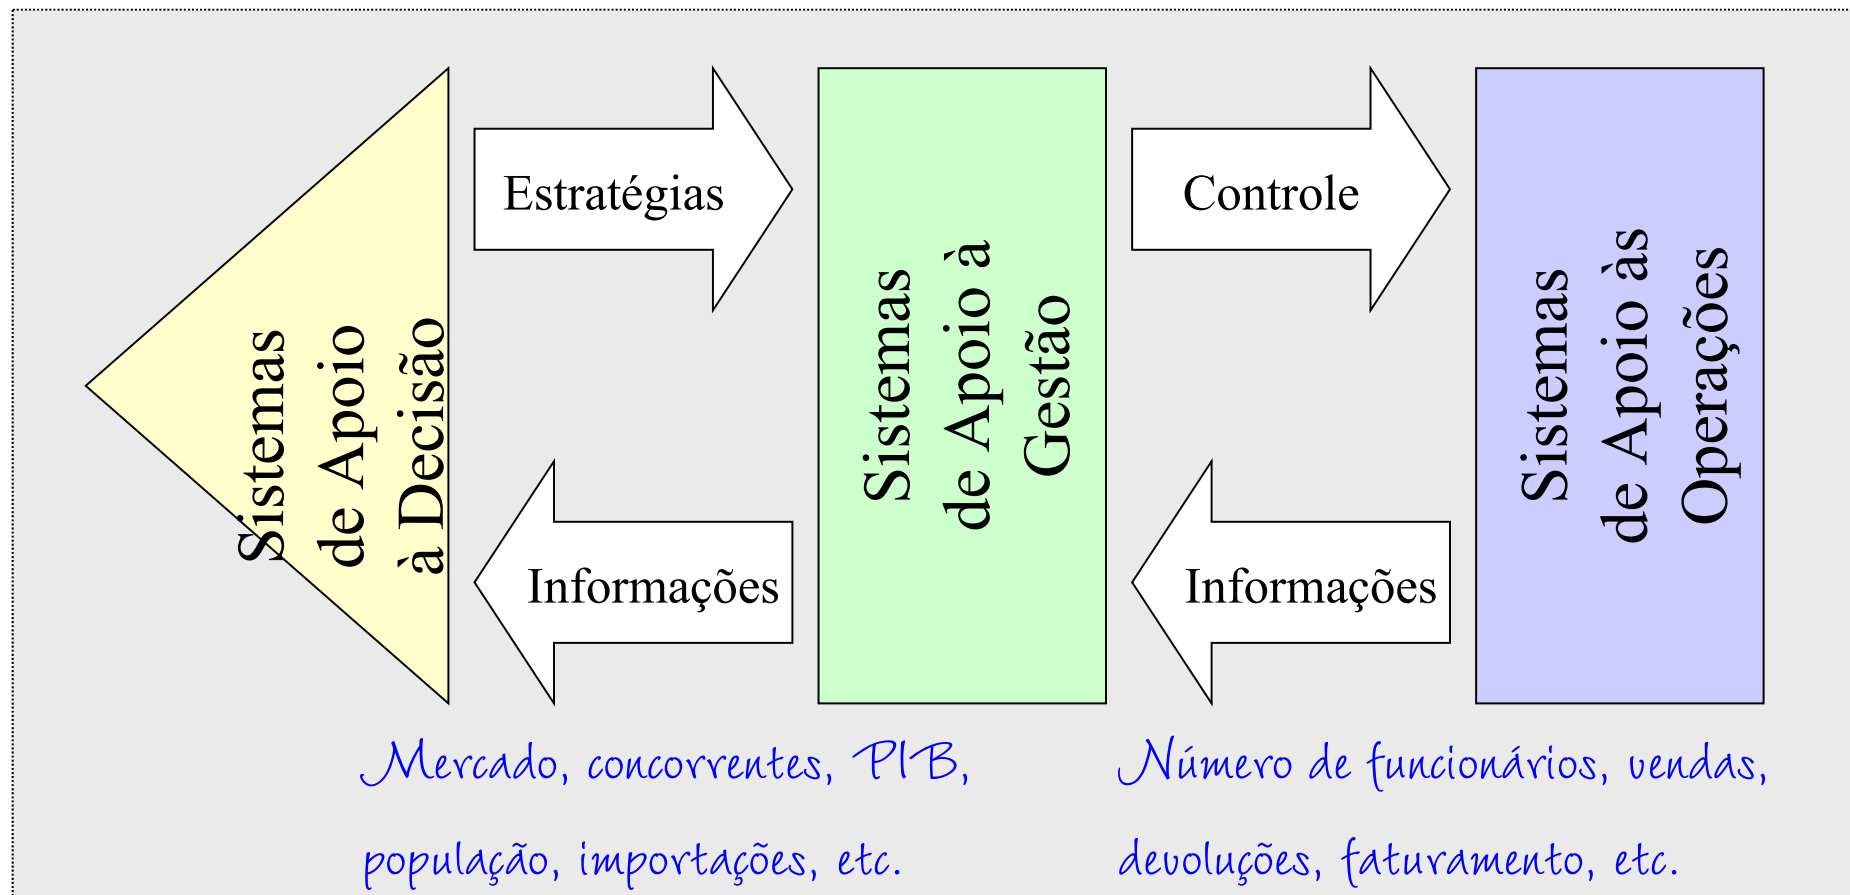 Sistemas
de Apoio
à Decisão
Estratégias
Informações
Sistemas
de Apoio à
Gestão
Controle
Informações
Sistemas
de Apoio às
Operações
Mercado, concorrentes, PIB,
população, importações, etc.
Número de funcionários, vendas,
devoluções, faturamento, etc.